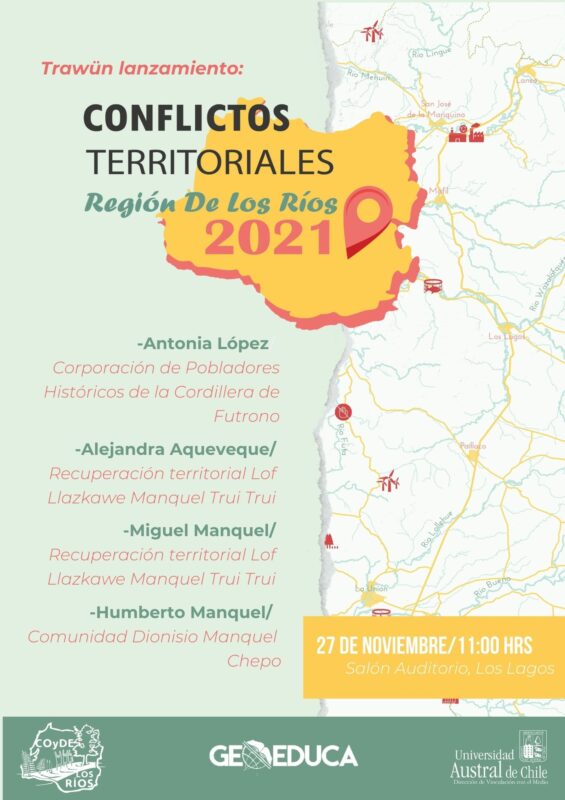 Trawün lanzamiento:
CONFLICTOS
TERRITORIALES
Región De Los Ríos
2021
-Antonia López
Corporación de Pobladores
Históricos de la Cordillera de
Futrono
-Alejandra Aqueveque/
Recuperación territorial Lof
Llazkawe Manquel Trui Trui
-Miguel Manquel/
Recuperación territorial Lof
Llazkawe Manquel Trui Trui
-Humberto Manquel/
Comunidad Dionisio Manquel
Chepo
Río Lingue
Río Mehuín
Lanco
San José
de la Mariquina
Máfil
Los Lagos
Río Futa
Paillaco
Río Llollelhue
La Unión
Río Bueno
27 DE NOVIEMBRE/11:00 HRS
Salón Auditorio, Los Lagos
COyDE
LOS
RÍOS
GEOEDUCA
Universidad
Austral de Chile
Dirección de Vinculación con el Medio